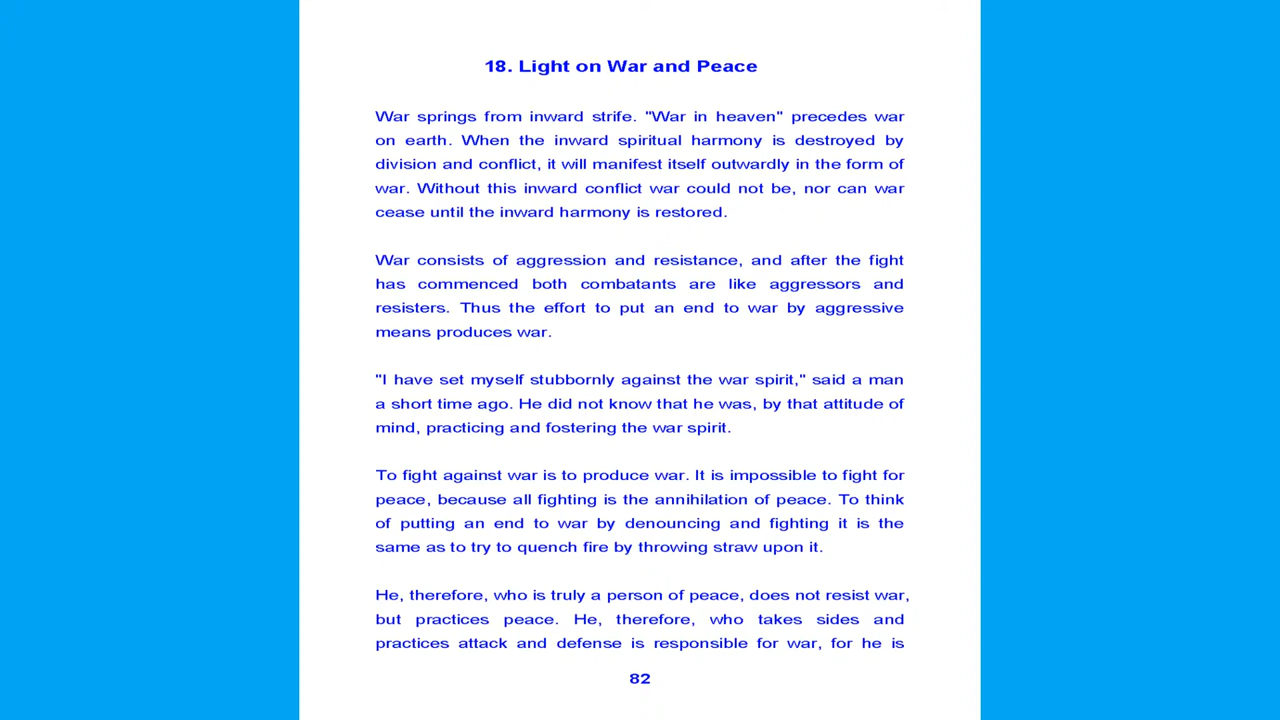 18. Light on War and Peace
War springs from inward strife. "War in heaven" precedes war
on earth. When the inward spiritual harmony is destroyed by
division and conflict, it will manifest itself outwardly in the form of
war. Without this inward conflict war could not be, nor can war
cease until the inward harmony is restored.
War consists of aggression and resistance, and after the fight
has commenced both combatants are like aggressors and
resisters. Thus the effort to put an end to war by aggressive
means produces war.
"I have set myself stubbornly against the war spirit," said a man
a short time ago. He did not know that he was, by that attitude of
mind, practicing and fostering the war spirit.
To fight against war is to produce war. It is impossible to fight for
peace, because all fighting is the annihilation of peace. To think
of putting an end to war by denouncing and fighting it is the
same as to try to quench fire by throwing straw upon it.
He, therefore, who is truly a person of peace, does not resist war,
but practices peace. He, therefore, who takes sides and
practices attack and defense is responsible for war, for he is
82